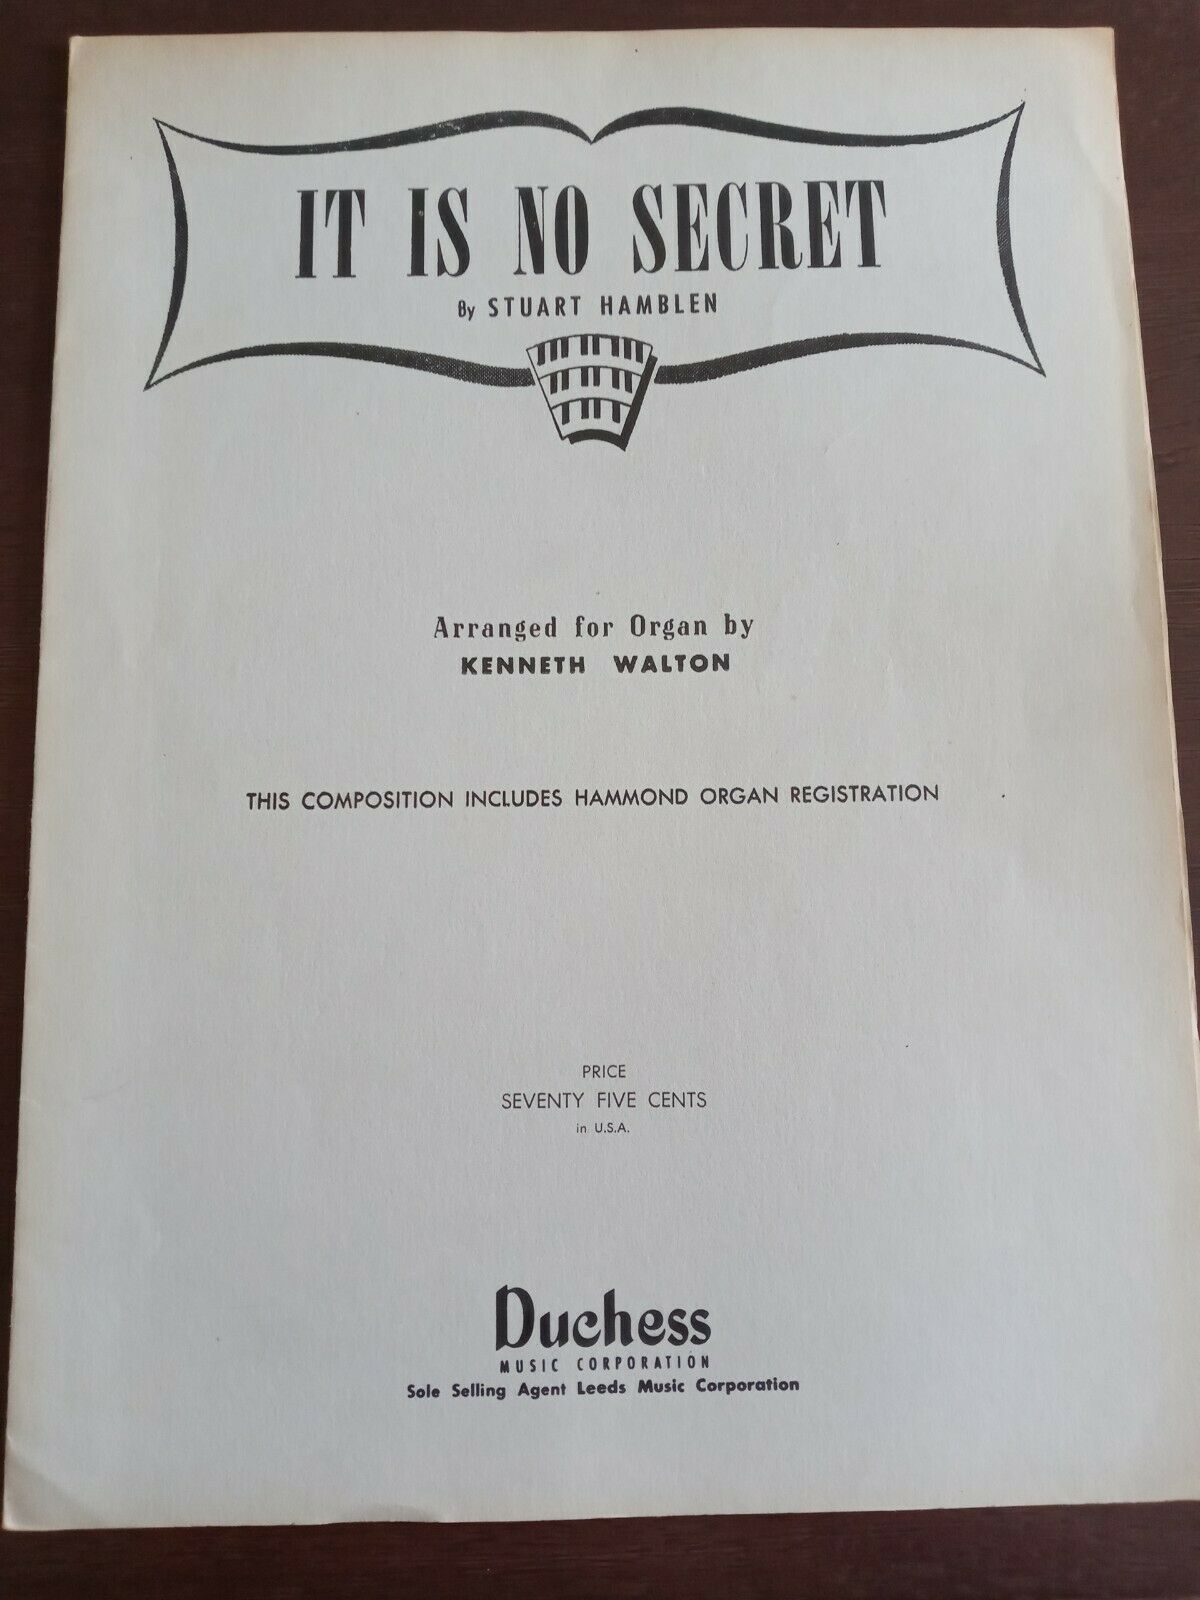 IT IS NO SECRET
By STUART HAMBLEN
Arranged for Organ by
KENNETH WALTON
THIS COMPOSITION INCLUDES HAMMOND ORGAN REGISTRATION
PRICE
SEVENTY FIVE CENTS
in U.S.A.
Duchess
MUSIC CORPORATION
Sole Selling Agent Leeds Music Corporation